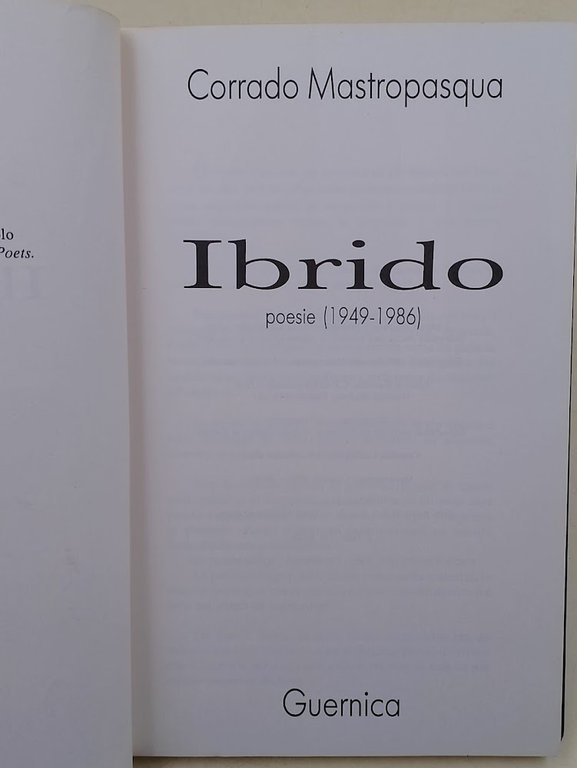 lo
Poets.
Corrado Mastropasqua
Ibrido
poesie (1949-1986)
Guernica